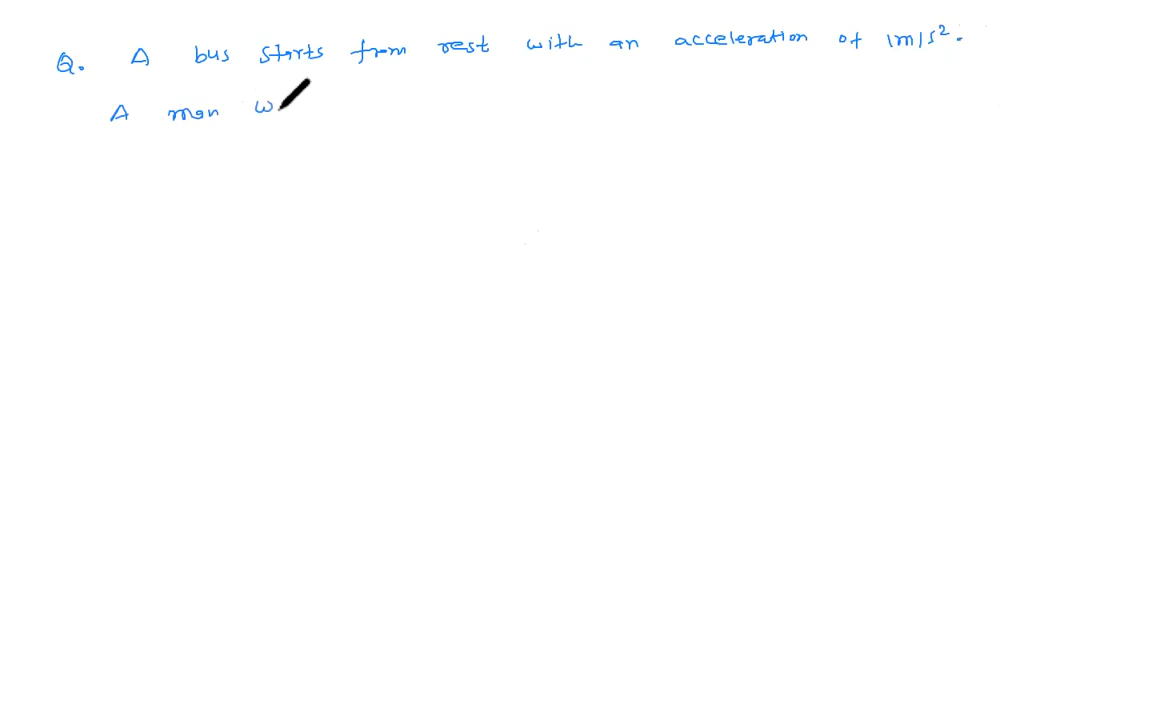 Q. A bus starts from rest with an acceleration of 1m/s².
A man w